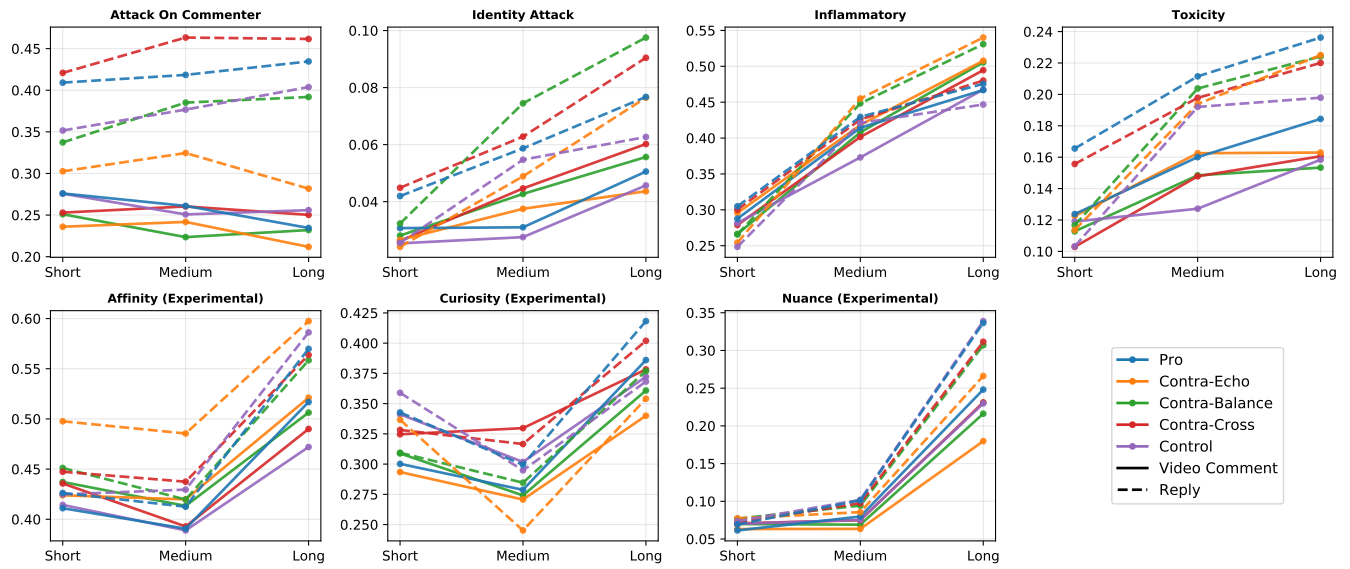 Attack On Commenter
0.45
0.40
0.35
0.30
0.25
0.20
Short Medium Long
Identity Attack
0.10
0.08
0.06
0.04
Short Medium Long
Inflammatory
0.55
0.50
0.45
0.40
0.35
0.30
0.25
Short Medium Long
Toxicity
0.24
0.22
0.20
0.18
0.16
0.14
0.12
0.10
Short Medium Long
Affinity (Experimental)
0.60
0.55
0.50
0.45
0.40
Short Medium Long
Curiosity (Experimental)
0.425
0.400
0.375
0.350
0.325
0.300
0.275
0.250
Short Medium Long
Nuance (Experimental)
0.35
0.30
0.25
0.20
0.15
0.10
0.05
Short Medium Long
Pro
Contra-Echo
Contra-Balance
Contra-Cross
Control
Video Comment
Reply